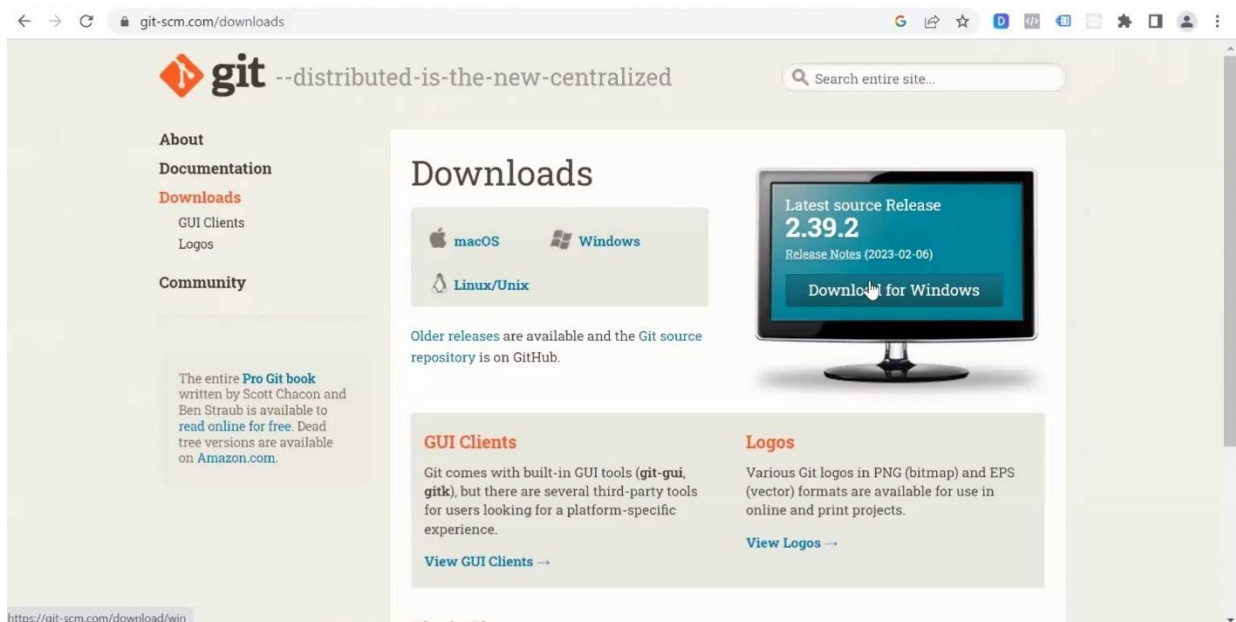 git-scm.com/downloads
git --distributed-is-the-new-centralized
Search entire site...
About
Documentation
Downloads
GUI Clients
Logos
Community
The entire Pro Git book
written by Scott Chacon and
Ben Straub is available to
read online for free. Dead
tree versions are available
on Amazon.com.
Downloads
macOS
Windows
Linux/Unix
Older releases are available and the Git source
repository is on GitHub.
Latest source Release
2.39.2
Release Notes (2023-02-06)
Download for Windows
GUI Clients
Git comes with built-in GUI tools (git-gui,
gitk), but there are several third-party tools
for users looking for a platform-specific
experience.
View GUI Clients →
Logos
Various Git logos in PNG (bitmap) and EPS
(vector) formats are available for use in
online and print projects.
View Logos →
https://git-scm.com/download/win